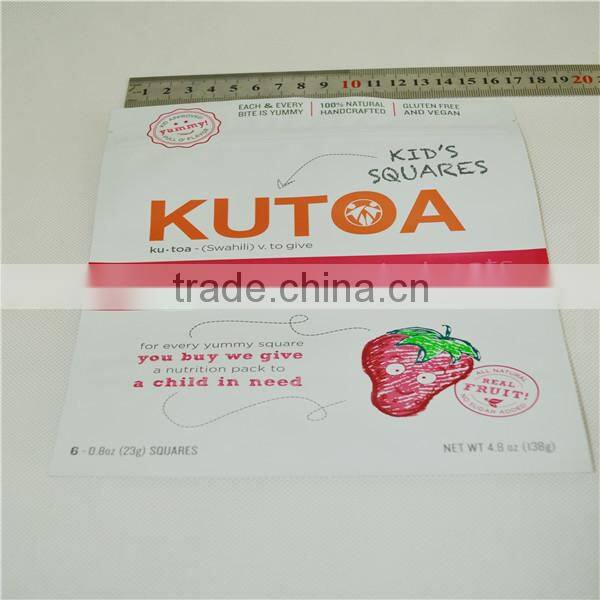 1 2 3 4 5 6 7 8 9 10 11 12 13 14 15 16 17 18 19 20
KID APPROVED
yummy!
FULL O' FLAVOR
EACH & EVERY
BITE IS YUMMY
100% NATURAL
HANDCRAFTED
GLUTEN FREE
AND VEGAN
KID'S
SQUARES
KUTOA
ku•toa - (Swahili) v. to give
trade.china.cn
for every yummy square
you buy we give
a nutrition pack to
a child in need
ALL NATURAL
REAL
FRUIT!
NO SUGAR ADDED
6 - 0.8oz (23g) SQUARES
NET WT 4.8 oz (138g)